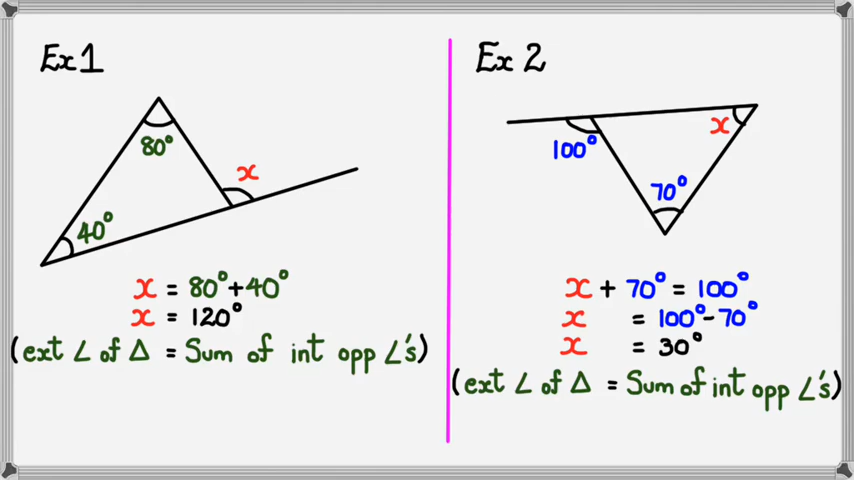 Ex 1
80°
x
40°
x = 80° + 40°
x = 120°
(ext ∠ of Δ = Sum of int opp ∠'s)
Ex 2
x
100°
70°
x + 70° = 100°
x = 100° - 70°
x = 30°
(ext ∠ of Δ = Sum of int opp ∠'s)